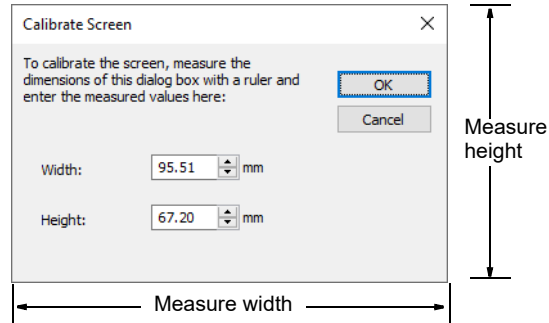 Calibrate Screen
To calibrate the screen, measure the
dimensions of this dialog box with a ruler and
enter the measured values here:
OK
Cancel
Width: 95.51 mm
Height: 67.20 mm
Measure
height
Measure width